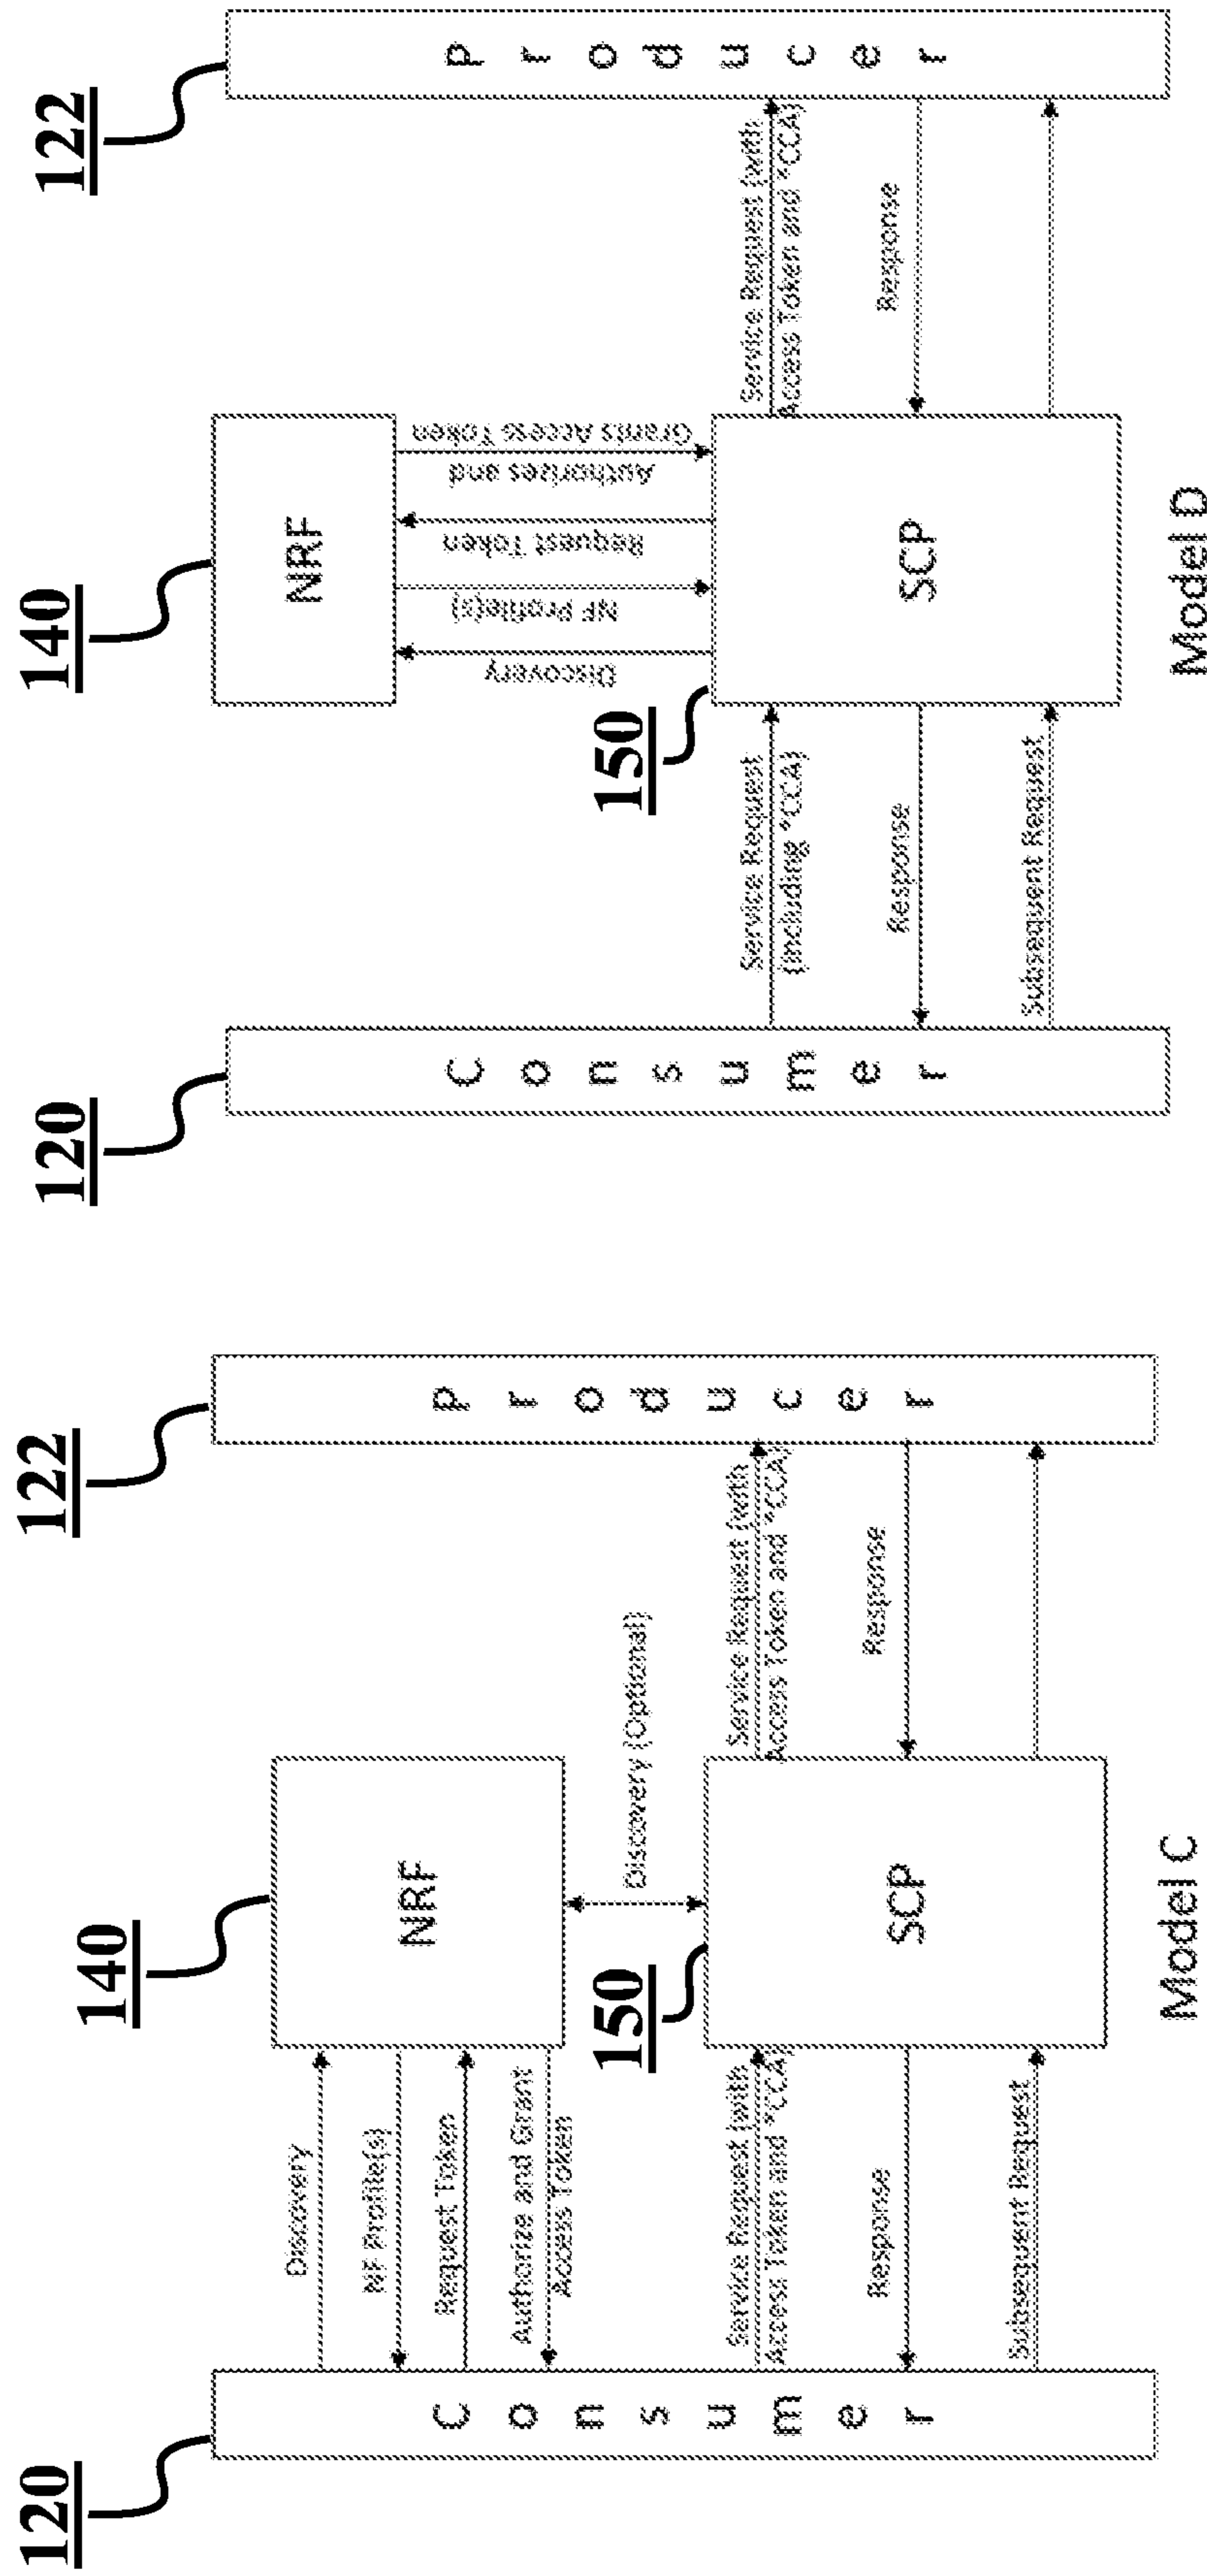 120
140
122
Discovery
NF Profile(s)
Request Token
Authorize and Grant
Access Token
NRF
150
Discovery (Optional)
Consumer
Service Request (with
Access Token and *CCA)
Response
Subsequent Request
SCP
Service Request (with
Access Token and *CCA)
Response
Producer
Model C
120
140
122
NRF
150
Discovery
NF Profile(s)
Request Token
Authorizes and
Grants Access Token
Consumer
Service Request
(including *CCA)
Response
Subsequent Request
SCP
Service Request (with
Access Token and *CCA)
Response
Producer
Model D